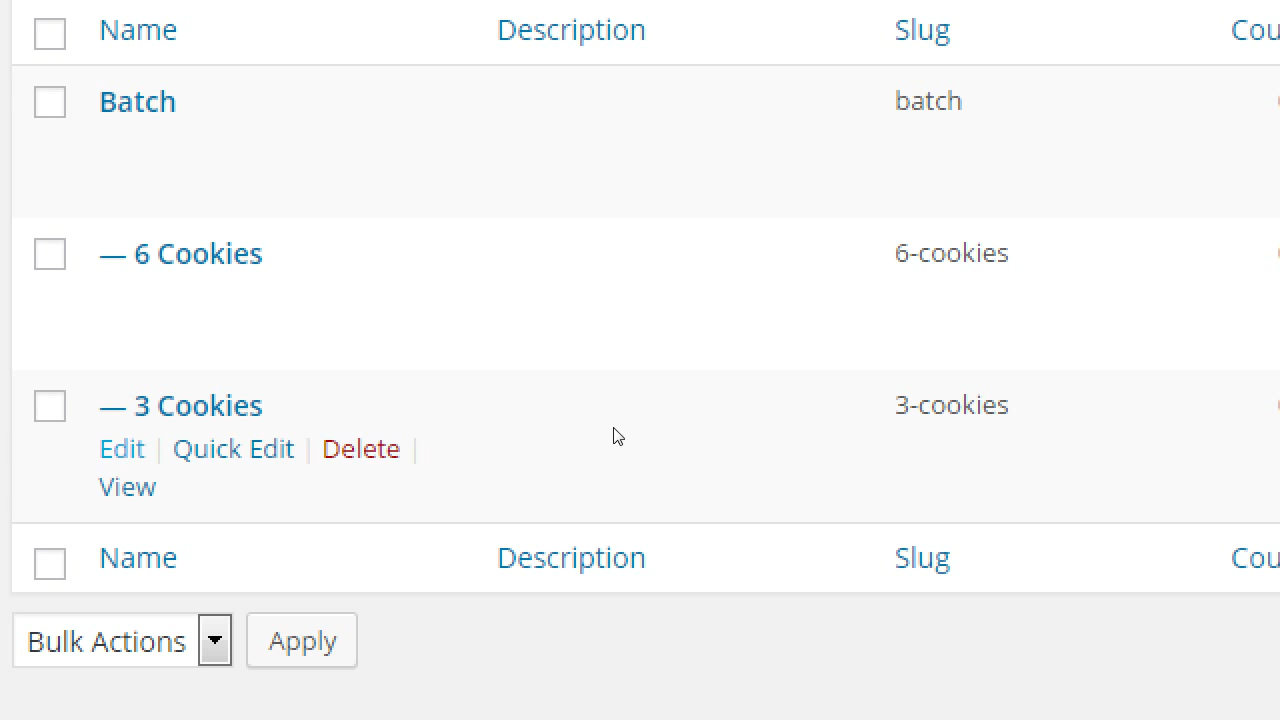 Name Description Slug Cou
Batch batch
— 6 Cookies 6-cookies
— 3 Cookies 3-cookies
Edit | Quick Edit | Delete |
View
Name Description Slug Cou
Bulk Actions Apply